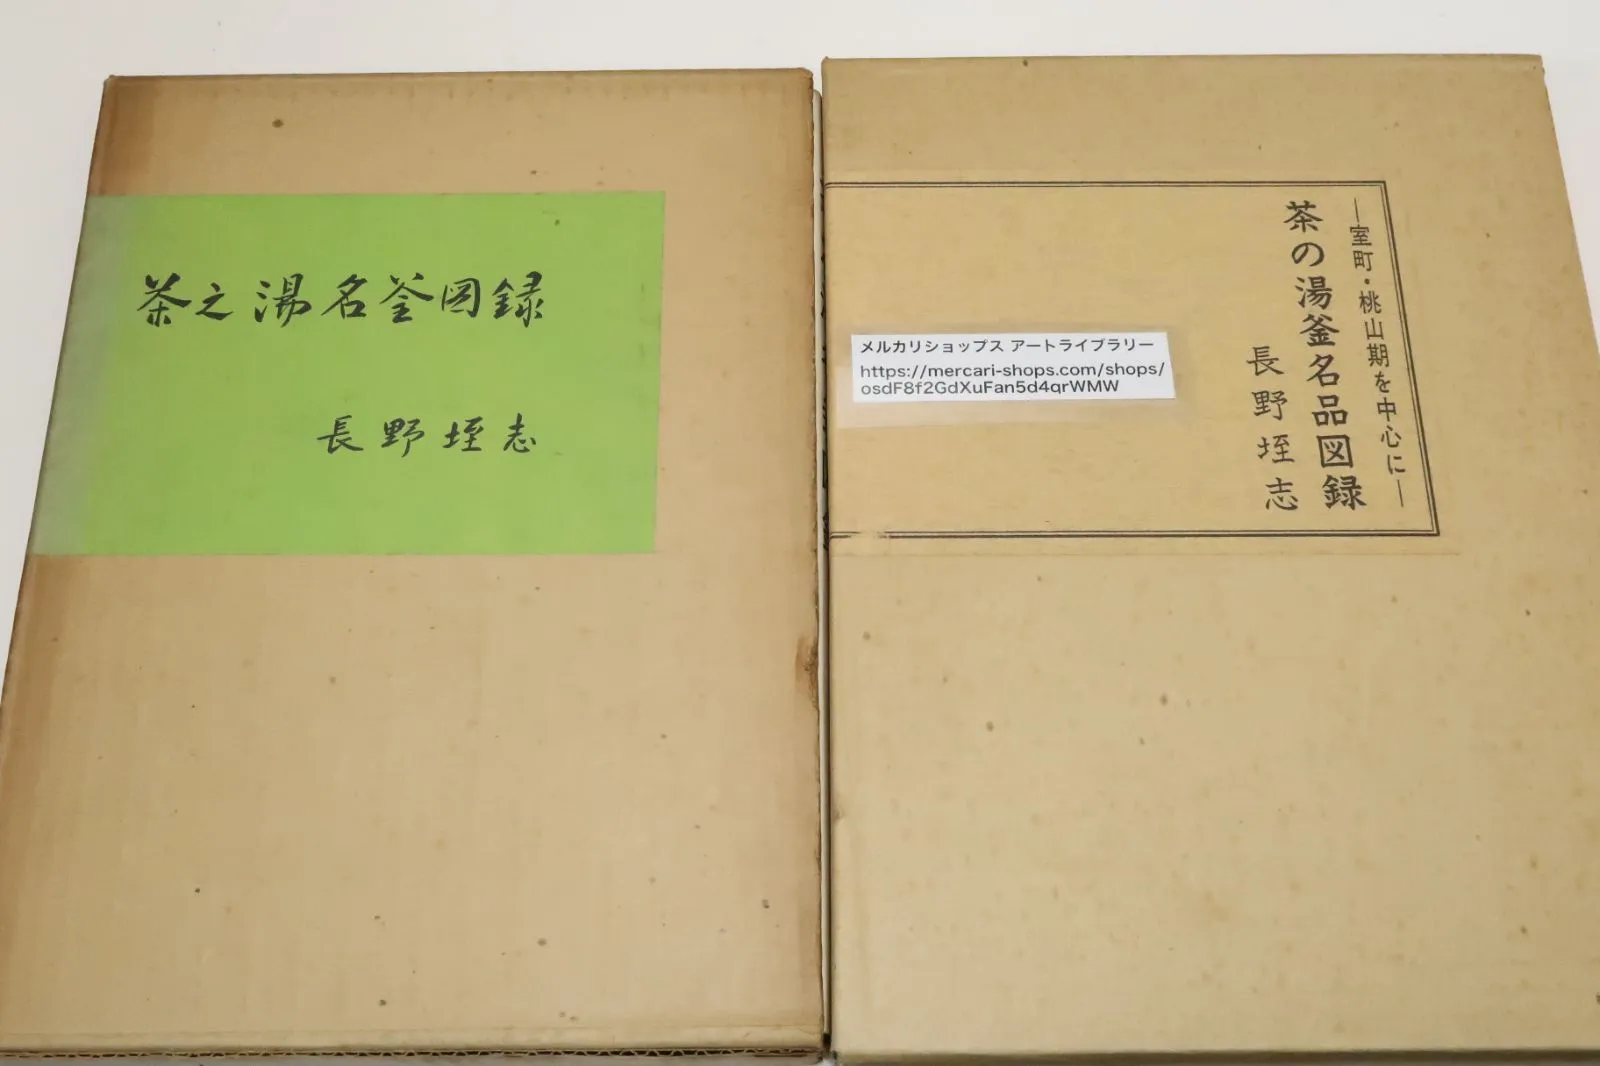 茶之湯名釜図録
長野垤志
―室町・桃山期を中心に―
茶の湯釜名品図録
長野垤志
メルカリショップス アートライブラリー
https://mercari-shops.com/shops/
osdF8f2GdXuFan5d4qrWMW